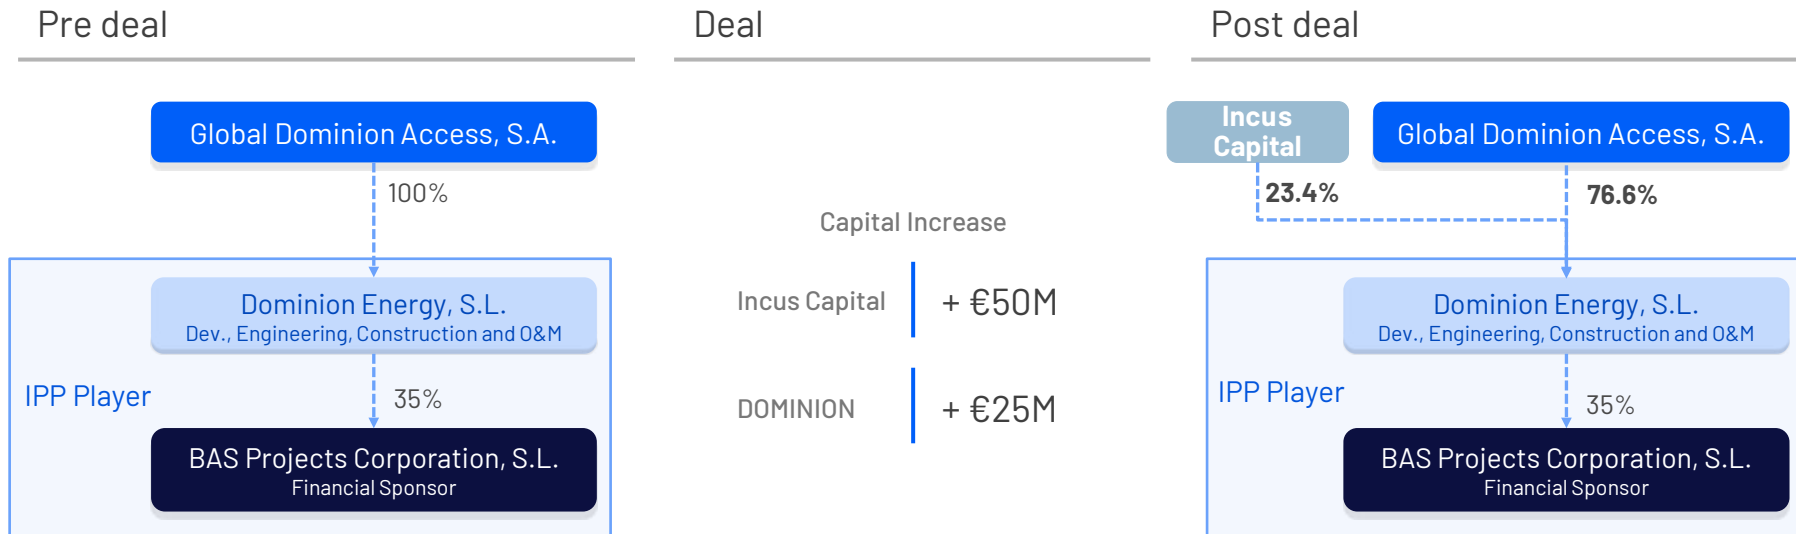 Pre deal
Global Dominion Access, S.A.
100%
Dominion Energy, S.L.
Dev., Engineering, Construction and O&M
IPP Player
35%
BAS Projects Corporation, S.L.
Financial Sponsor
Deal
Capital Increase
Incus Capital
+ €50M
DOMINION
+ €25M
Post deal
Incus
Capital
Global Dominion Access, S.A.
23.4%
76.6%
Dominion Energy, S.L.
Dev., Engineering, Construction and O&M
IPP Player
35%
BAS Projects Corporation, S.L.
Financial Sponsor